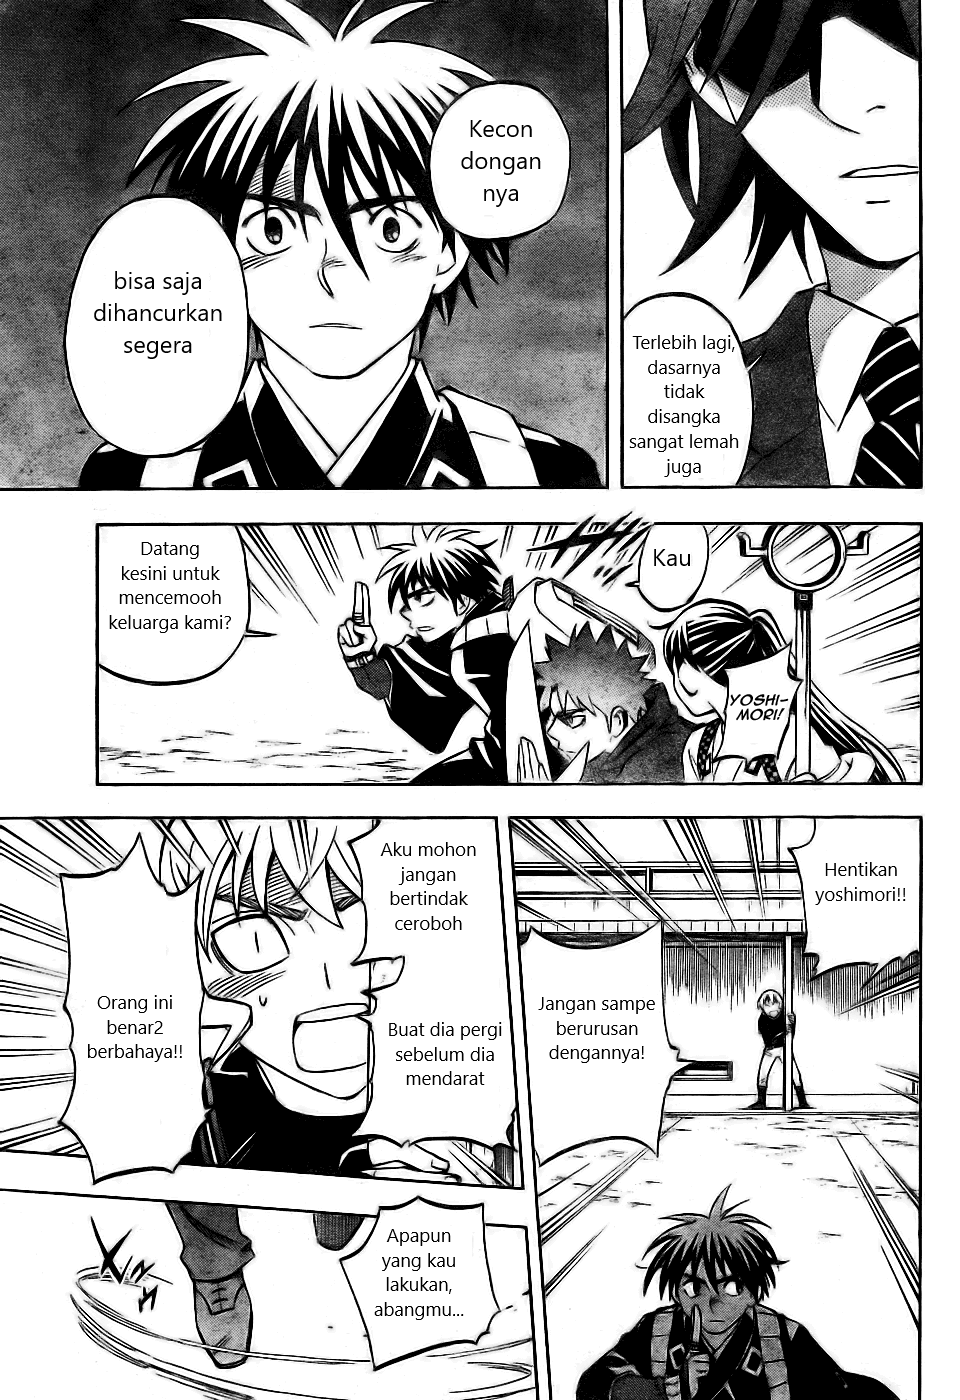 Terlebih lagi,
dasarnya
tidak
disangka
sangat lemah
juga
Kecon
dongan
nya
bisa saja
dihancurkan
segera
Kau
YOSHI-
MORI!
Datang
kesini untuk
mencemooh
keluarga kami?
Hentikan
yoshimori!!
Jangan sampe
berurusan
dengannya!
Aku mohon
jangan
bertindak
ceroboh
Buat dia pergi
sebelum dia
mendarat
Orang ini
benar2
berbahaya!!
Apapun
yang kau
lakukan,
abangmu...